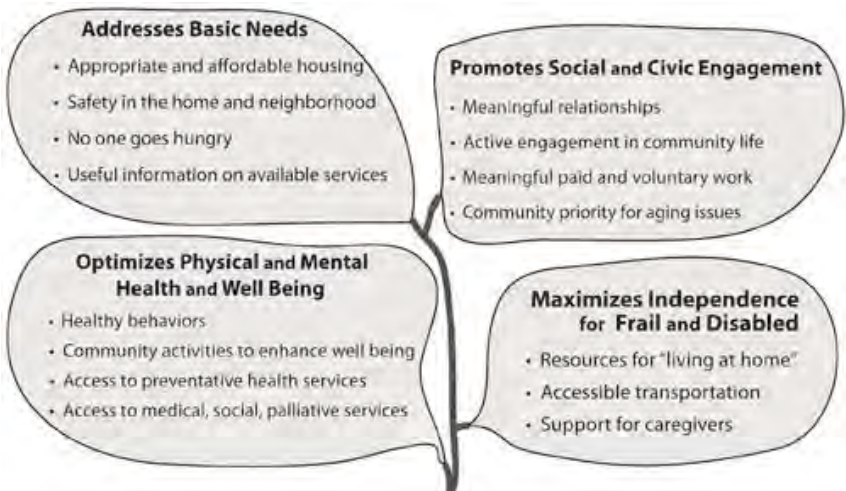 Addresses Basic Needs
• Appropriate and affordable housing
• Safety in the home and neighborhood
• No one goes hungry
• Useful information on available services
Promotes Social and Civic Engagement
• Meaningful relationships
• Active engagement in community life
• Meaningful paid and voluntary work
• Community priority for aging issues
Optimizes Physical and Mental
Health and Well Being
• Healthy behaviors
• Community activities to enhance well being
• Access to preventative health services
• Access to medical, social, palliative services
Maximizes Independence
for Frail and Disabled
• Resources for "living at home"
• Accessible transportation
• Support for caregivers